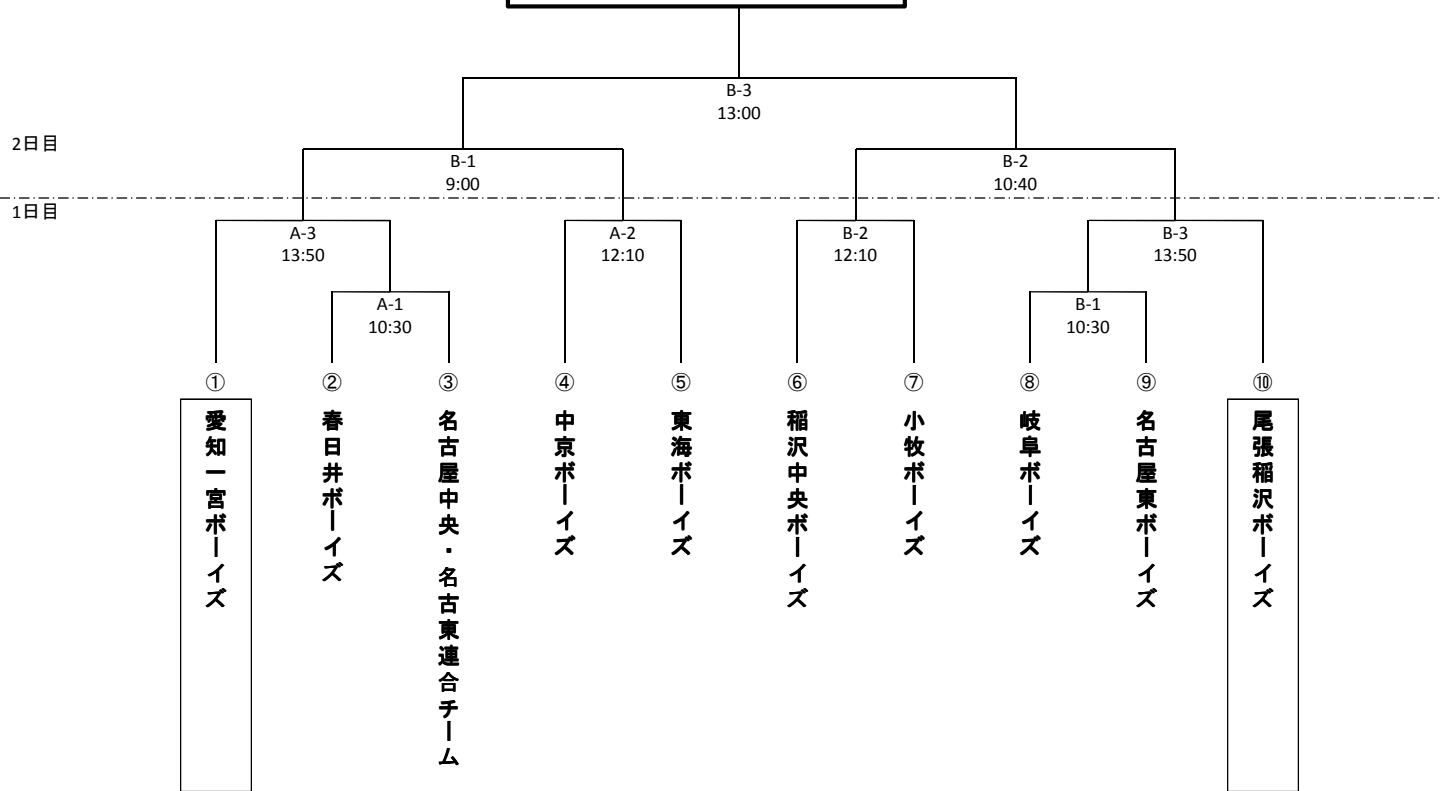 B-3
13:00
2日目
B-1
9:00
B-2
10:40
1日目
A-3
13:50
A-2
12:10
B-2
12:10
B-3
13:50
A-1
10:30
B-1
10:30
①
愛知一宮ボーイズ
②
春日井ボーイズ
③
名古屋中央・名古東連合チーム
④
中京ボーイズ
⑤
東海ボーイズ
⑥
稲沢中央ボーイズ
⑦
小牧ボーイズ
⑧
岐阜ボーイズ
⑨
名古屋東ボーイズ
⑩
尾張稲沢ボーイズ